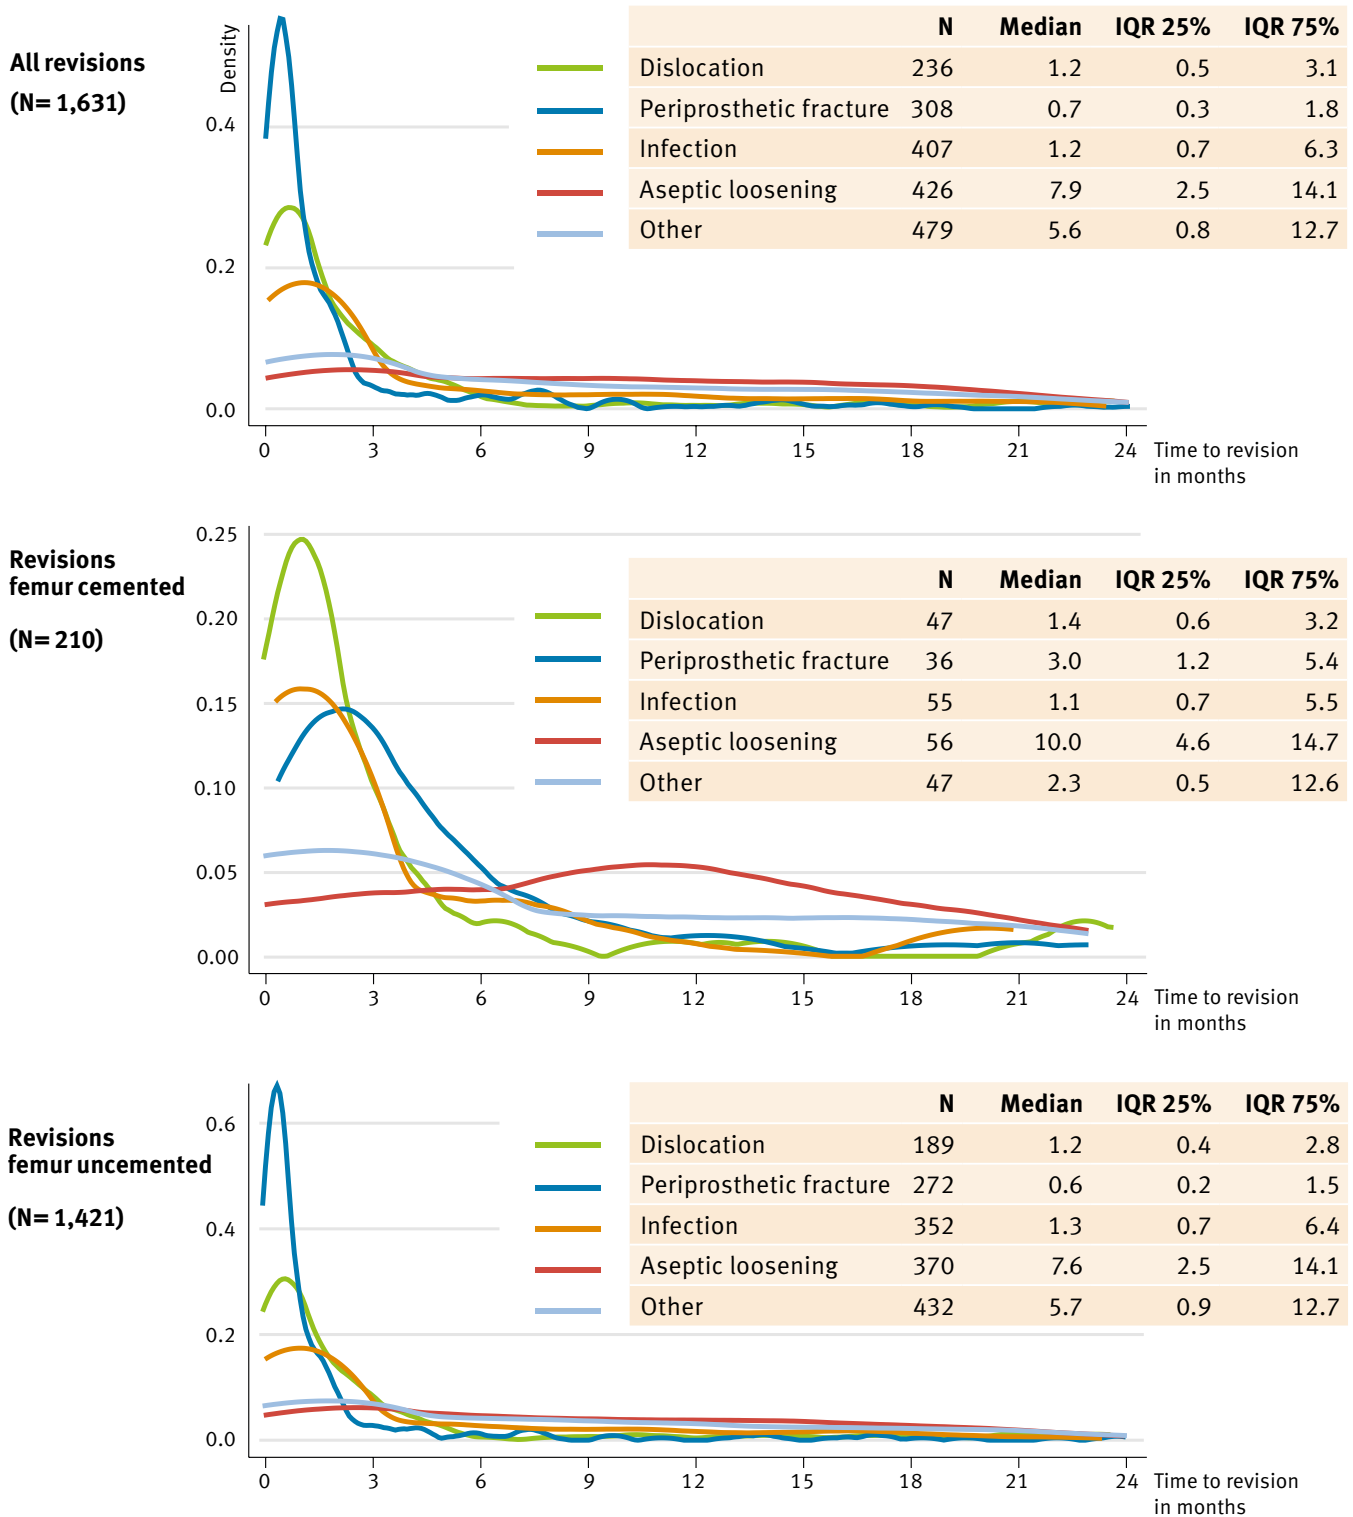 All revisions
(N= 1,631)
Density
0.4
0.2
0.0
N Median IQR 25% IQR 75%
Dislocation 236 1.2 0.5 3.1
Periprosthetic fracture 308 0.7 0.3 1.8
Infection 407 1.2 0.7 6.3
Aseptic loosening 426 7.9 2.5 14.1
Other 479 5.6 0.8 12.7
0 3 6 9 12 15 18 21 24 Time to revision
in months
Revisions
femur cemented
(N= 210)
0.25
0.20
0.15
0.10
0.05
0.00
N Median IQR 25% IQR 75%
Dislocation 47 1.4 0.6 3.2
Periprosthetic fracture 36 3.0 1.2 5.4
Infection 55 1.1 0.7 5.5
Aseptic loosening 56 10.0 4.6 14.7
Other 47 2.3 0.5 12.6
0 3 6 9 12 15 18 21 24 Time to revision
in months
Revisions
femur uncemented
(N= 1,421)
0.6
0.4
0.2
0.0
N Median IQR 25% IQR 75%
Dislocation 189 1.2 0.4 2.8
Periprosthetic fracture 272 0.6 0.2 1.5
Infection 352 1.3 0.7 6.4
Aseptic loosening 370 7.6 2.5 14.1
Other 432 5.7 0.9 12.7
0 3 6 9 12 15 18 21 24 Time to revision
in months